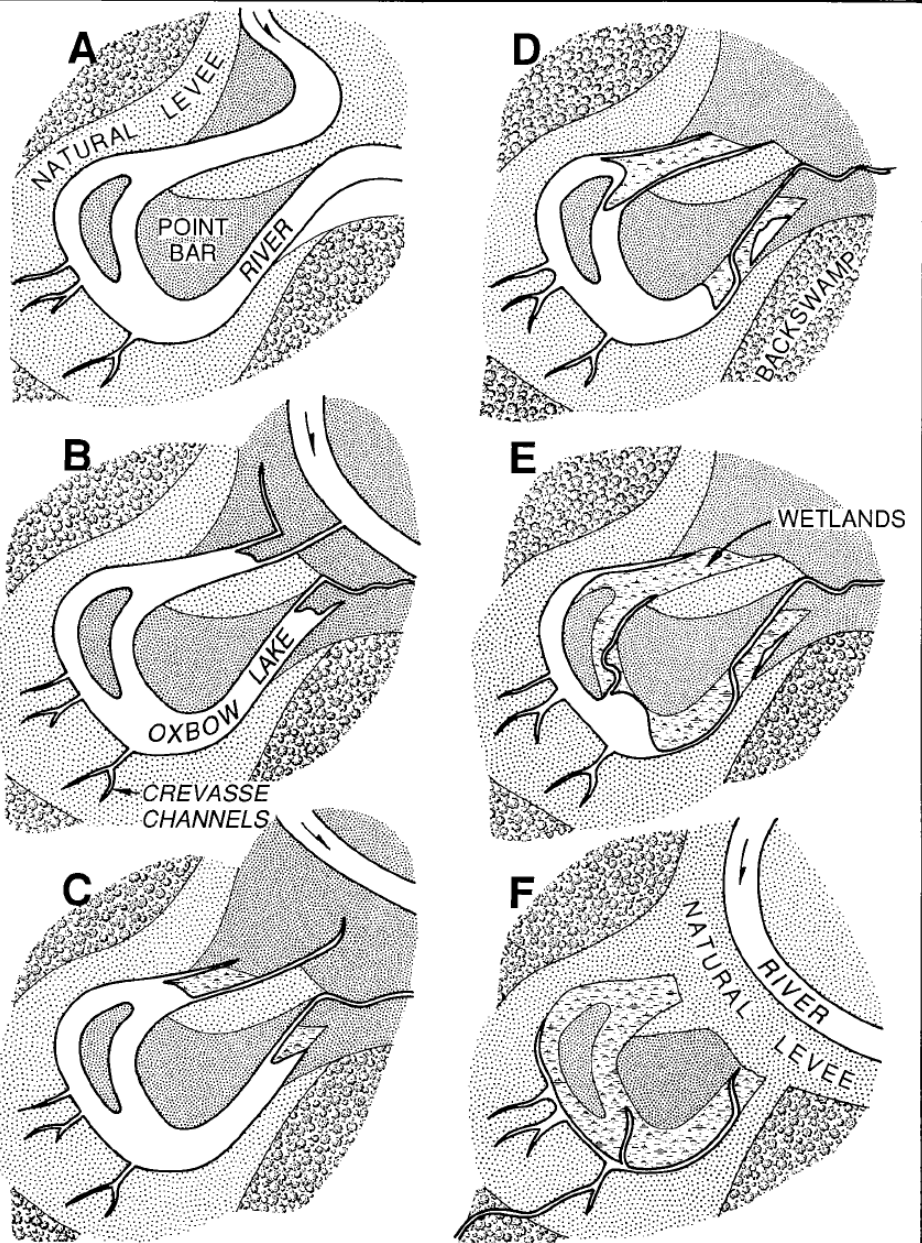 A
NATURAL LEVEE
POINT
BAR
RIVER
B
OXBOW LAKE
CREVASSE
CHANNELS
C
D
BACKSWAMP
E
WETLANDS
F
NATURAL LEVEE
RIVER